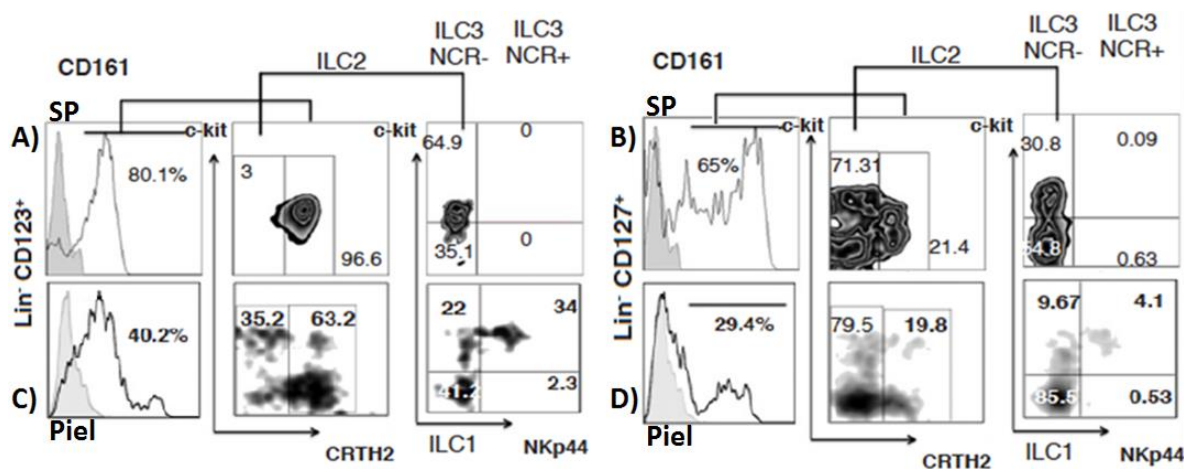 ILC3 NCR-
ILC3 NCR+
CD161
ILC2
SP
A)
c-kit
c-kit
80.1%
3
96.6
64.9
0
35.1
0
Lin- CD123+
C)
40.2%
35.2
63.2
22
34
41.2
2.3
Piel
CRTH2
ILC1
NKp44
ILC3 NCR-
ILC3 NCR+
CD161
ILC2
SP
B)
c-kit
c-kit
65%
71.31
21.4
30.8
0.09
54.8
0.63
Lin- CD127+
D)
29.4%
79.5
19.8
9.67
4.1
85.5
0.53
Piel
CRTH2
ILC1
NKp44